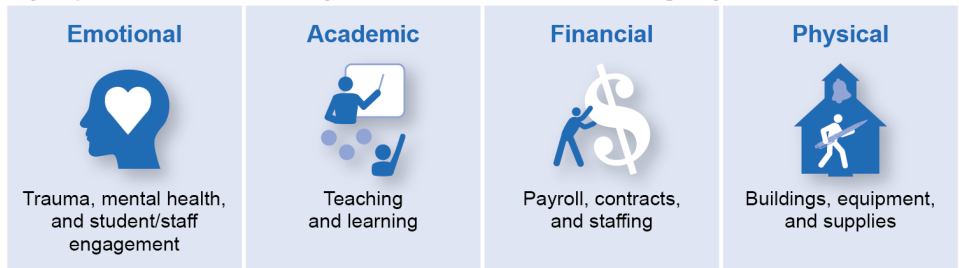 Emotional
Trauma, mental health,
and student/staff
engagement
Academic
Teaching
and learning
Financial
Payroll, contracts,
and staffing
Physical
Buildings, equipment,
and supplies